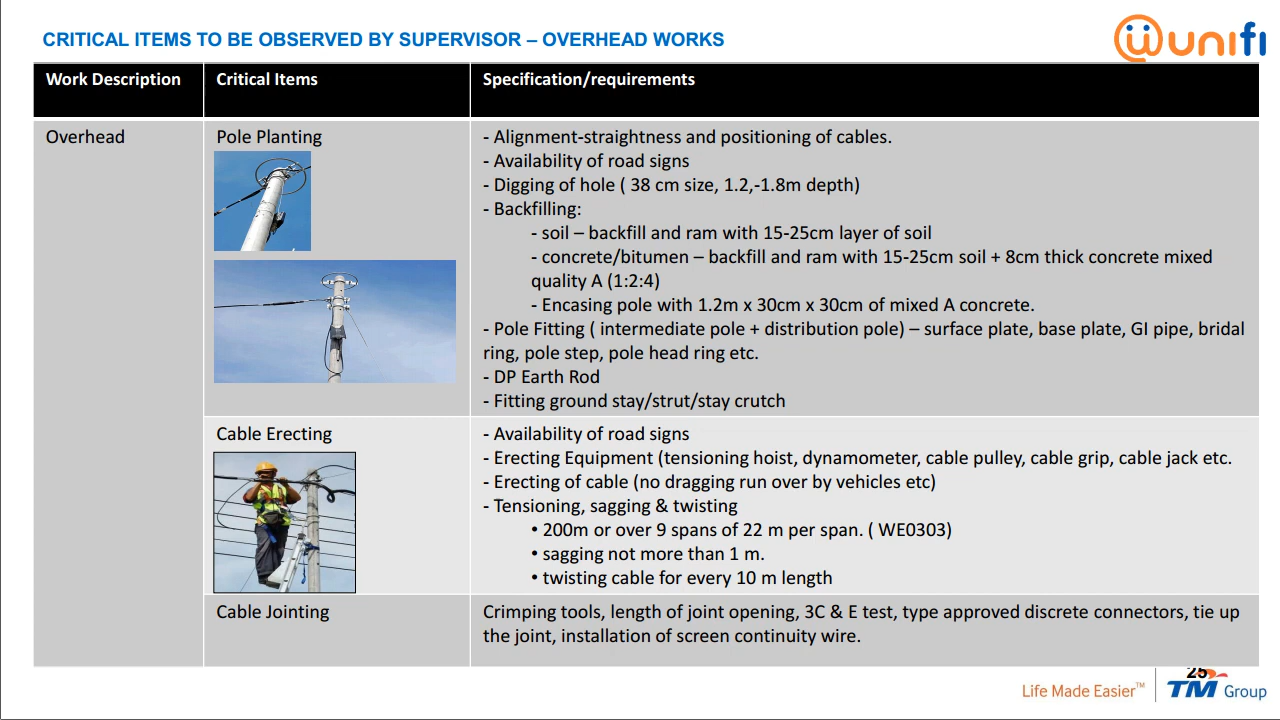 CRITICAL ITEMS TO BE OBSERVED BY SUPERVISOR – OVERHEAD WORKS
unifi
Work Description
Critical Items
Specification/requirements
Overhead
Pole Planting
- Alignment-straightness and positioning of cables.
- Availability of road signs
- Digging of hole ( 38 cm size, 1.2,-1.8m depth)
- Backfilling:
- soil – backfill and ram with 15-25cm layer of soil
- concrete/bitumen – backfill and ram with 15-25cm soil + 8cm thick concrete mixed
quality A (1:2:4)
- Encasing pole with 1.2m x 30cm x 30cm of mixed A concrete.
- Pole Fitting ( intermediate pole + distribution pole) – surface plate, base plate, GI pipe, bridal
ring, pole step, pole head ring etc.
- DP Earth Rod
- Fitting ground stay/strut/stay crutch
Cable Erecting
- Availability of road signs
- Erecting Equipment (tensioning hoist, dynamometer, cable pulley, cable grip, cable jack etc.
- Erecting of cable (no dragging run over by vehicles etc)
- Tensioning, sagging & twisting
• 200m or over 9 spans of 22 m per span. ( WE0303)
• sagging not more than 1 m.
• twisting cable for every 10 m length
Cable Jointing
Crimping tools, length of joint opening, 3C & E test, type approved discrete connectors, tie up
the joint, installation of screen continuity wire.
25
Life Made Easier™
TM Group